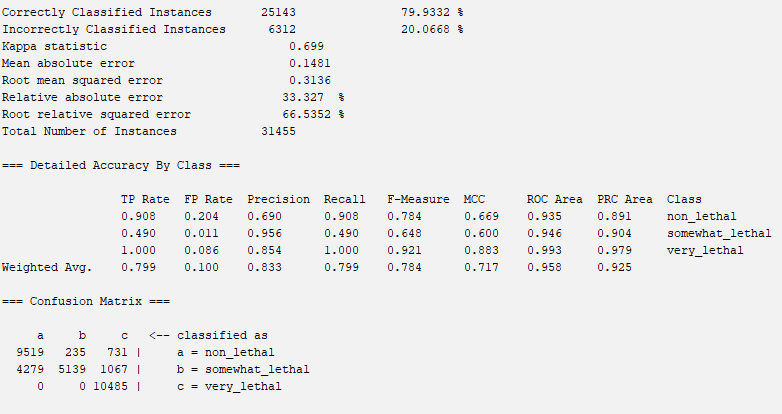 Correctly Classified Instances 25143 79.9332 %
Incorrectly Classified Instances 6312 20.0668 %
Kappa statistic 0.699
Mean absolute error 0.1481
Root mean squared error 0.3136
Relative absolute error 33.327 %
Root relative squared error 66.5352 %
Total Number of Instances 31455
=== Detailed Accuracy By Class ===
TP Rate FP Rate Precision Recall F-Measure MCC ROC Area PRC Area Class
0.908 0.204 0.690 0.908 0.784 0.669 0.935 0.891 non_lethal
0.490 0.011 0.956 0.490 0.648 0.600 0.946 0.904 somewhat_lethal
1.000 0.086 0.854 1.000 0.921 0.883 0.993 0.979 very_lethal
Weighted Avg. 0.799 0.100 0.833 0.799 0.784 0.717 0.958 0.925
=== Confusion Matrix ===
a b c <-- classified as
9519 235 731 | a = non_lethal
4279 5139 1067 | b = somewhat_lethal
0 0 10485 | c = very_lethal